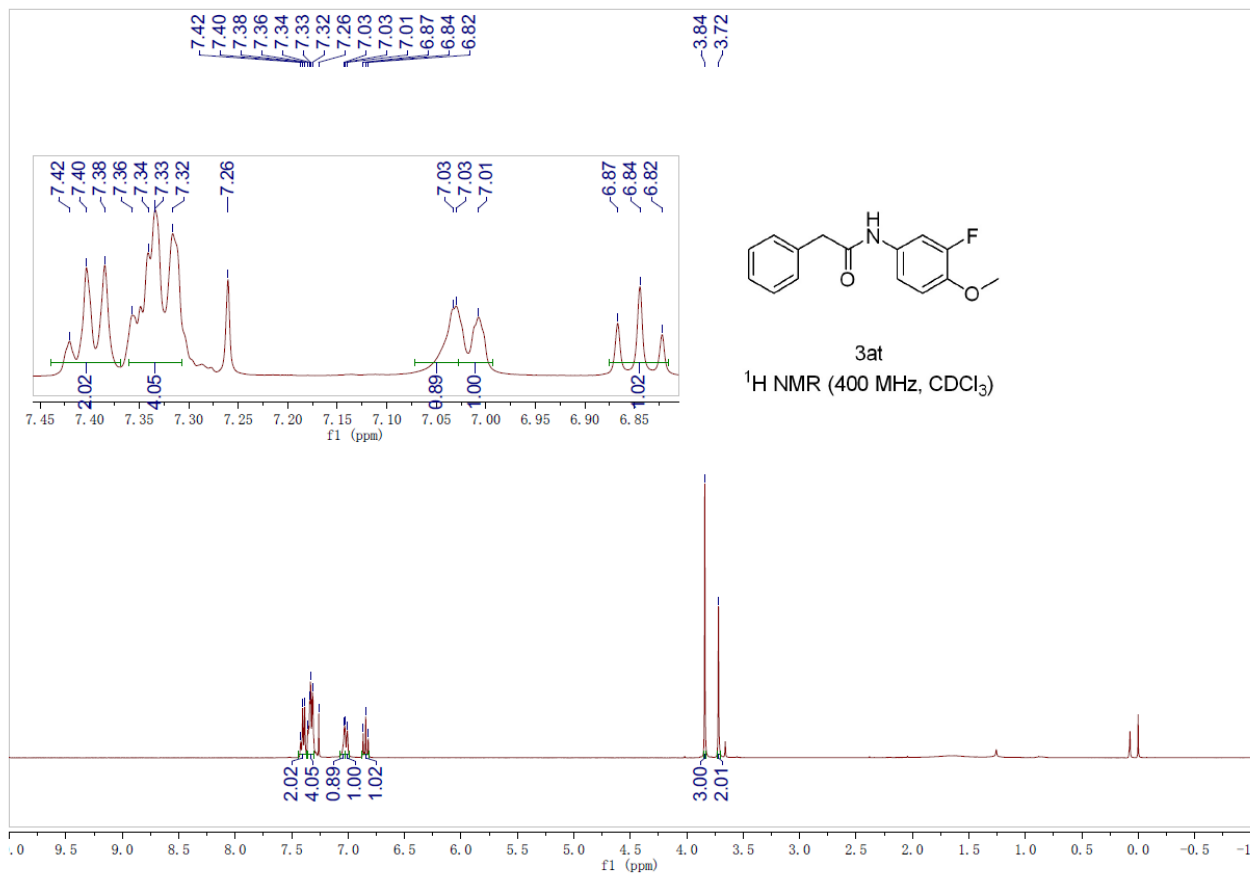 7.42 7.40 7.38 7.36 7.34 7.33 7.32 7.26 7.03 7.03 7.01 6.87 6.84 6.82 3.84 3.72
7.42 7.40 7.38 7.36 7.34 7.33 7.32 7.26 7.03 7.03 7.01 6.87 6.84 6.82
2.02 4.05 0.89 1.00 1.02
7.45 7.40 7.35 7.30 7.25 7.20 7.15 7.10 7.05 7.00 6.95 6.90 6.85
f1 (ppm)
H
N
F
O
O
3at
¹H NMR (400 MHz, CDCl₃)
2.02 4.05 0.89 1.00 1.02 3.00 2.01
.0 9.5 9.0 8.5 8.0 7.5 7.0 6.5 6.0 5.5 5.0 4.5 4.0 3.5 3.0 2.5 2.0 1.5 1.0 0.5 0.0 -0.5 -1
f1 (ppm)